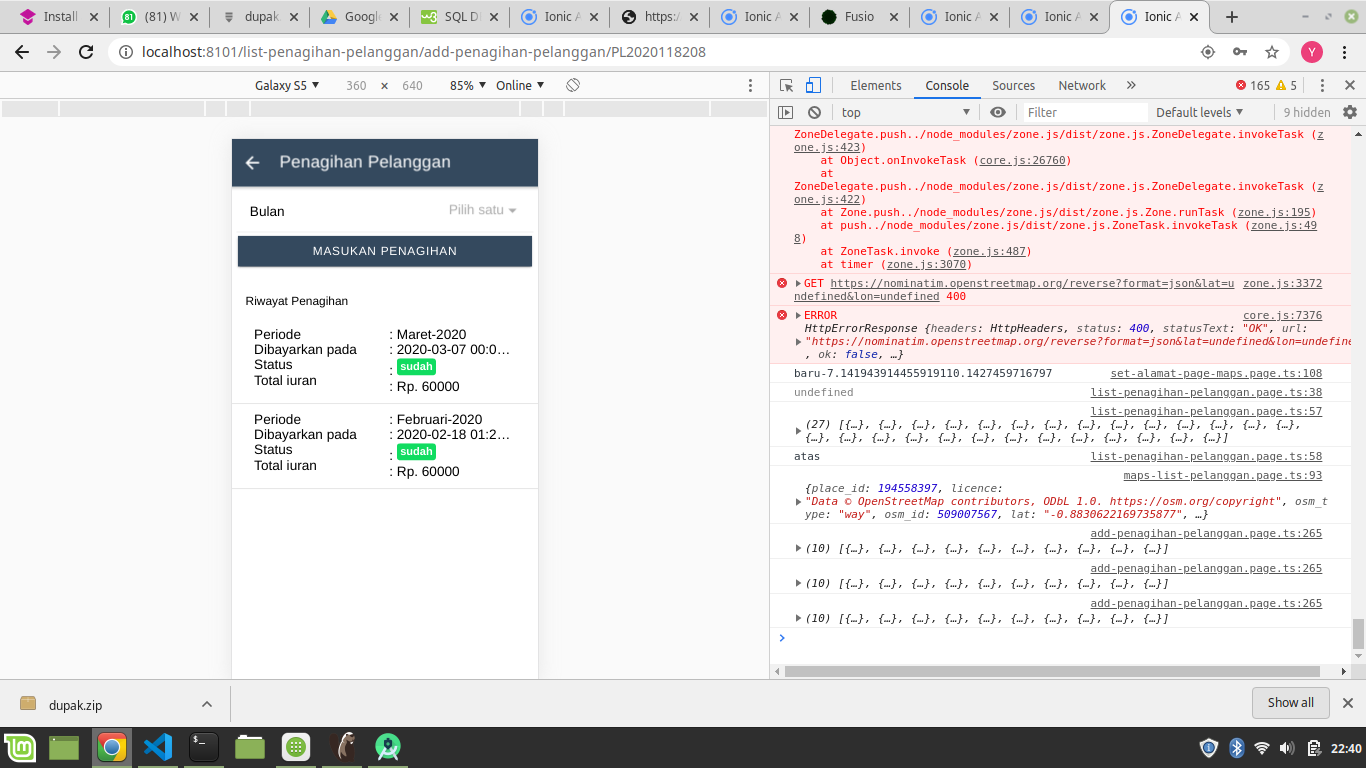 Install
(81) W
dupak.
Google
SQL D
Ionic A
https:/
Ionic A
Fusio
Ionic A
Ionic A
Ionic A
localhost:8101/list-penagihan-pelanggan/add-penagihan-pelanggan/PL2020118208
Y
Galaxy S5 360 × 640 85% Online
Elements Console Sources Network 165 5
top Filter Default levels 9 hidden
Penagihan Pelanggan
Bulan Pilih satu
MASUKAN PENAGIHAN
Riwayat Penagihan
Periode : Maret-2020
Dibayarkan pada : 2020-03-07 00:0...
Status : sudah
Total iuran : Rp. 60000
Periode : Februari-2020
Dibayarkan pada : 2020-02-18 01:2...
Status : sudah
Total iuran : Rp. 60000
ZoneDelegate.push../node_modules/zone.js/dist/zone.js.ZoneDelegate.invokeTask (z
one.js:423)
at Object.onInvokeTask (core.js:26760)
at
ZoneDelegate.push../node_modules/zone.js/dist/zone.js.ZoneDelegate.invokeTask (z
one.js:422)
at Zone.push../node_modules/zone.js/dist/zone.js.Zone.runTask (zone.js:195)
at push../node_modules/zone.js/dist/zone.js.ZoneTask.invokeTask (zone.js:49
8)
at ZoneTask.invoke (zone.js:487)
at timer (zone.js:3070)
GET https://nominatim.openstreetmap.org/reverse?format=json&lat=u zone.js:3372
ndefined&lon=undefined 400
ERROR core.js:7376
HttpErrorResponse {headers: HttpHeaders, status: 400, statusText: "OK", url:
"https://nominatim.openstreetmap.org/reverse?format=json&lat=undefined&lon=undefine
, ok: false, …}
baru-7.141943914455919110.1427459716797 set-alamat-page-maps.page.ts:108
undefined list-penagihan-pelanggan.page.ts:38
list-penagihan-pelanggan.page.ts:57
(27) [{…}, {…}, {…}, {…}, {…}, {…}, {…}, {…}, {…}, {…}, {…}, {…}, {…}, {…},
{…}, {…}, {…}, {…}, {…}, {…}, {…}, {…}, {…}, {…}, {…}, {…}, {…}]
atas list-penagihan-pelanggan.page.ts:58
maps-list-pelanggan.page.ts:93
{place_id: 194558397, licence:
"Data © OpenStreetMap contributors, ODbL 1.0. https://osm.org/copyright", osm_t
ype: "way", osm_id: 509007567, lat: "-0.8830622169735877", …}
add-penagihan-pelanggan.page.ts:265
(10) [{…}, {…}, {…}, {…}, {…}, {…}, {…}, {…}, {…}, {…}]
add-penagihan-pelanggan.page.ts:265
(10) [{…}, {…}, {…}, {…}, {…}, {…}, {…}, {…}, {…}, {…}]
add-penagihan-pelanggan.page.ts:265
(10) [{…}, {…}, {…}, {…}, {…}, {…}, {…}, {…}, {…}, {…}]
dupak.zip
Show all
22:40